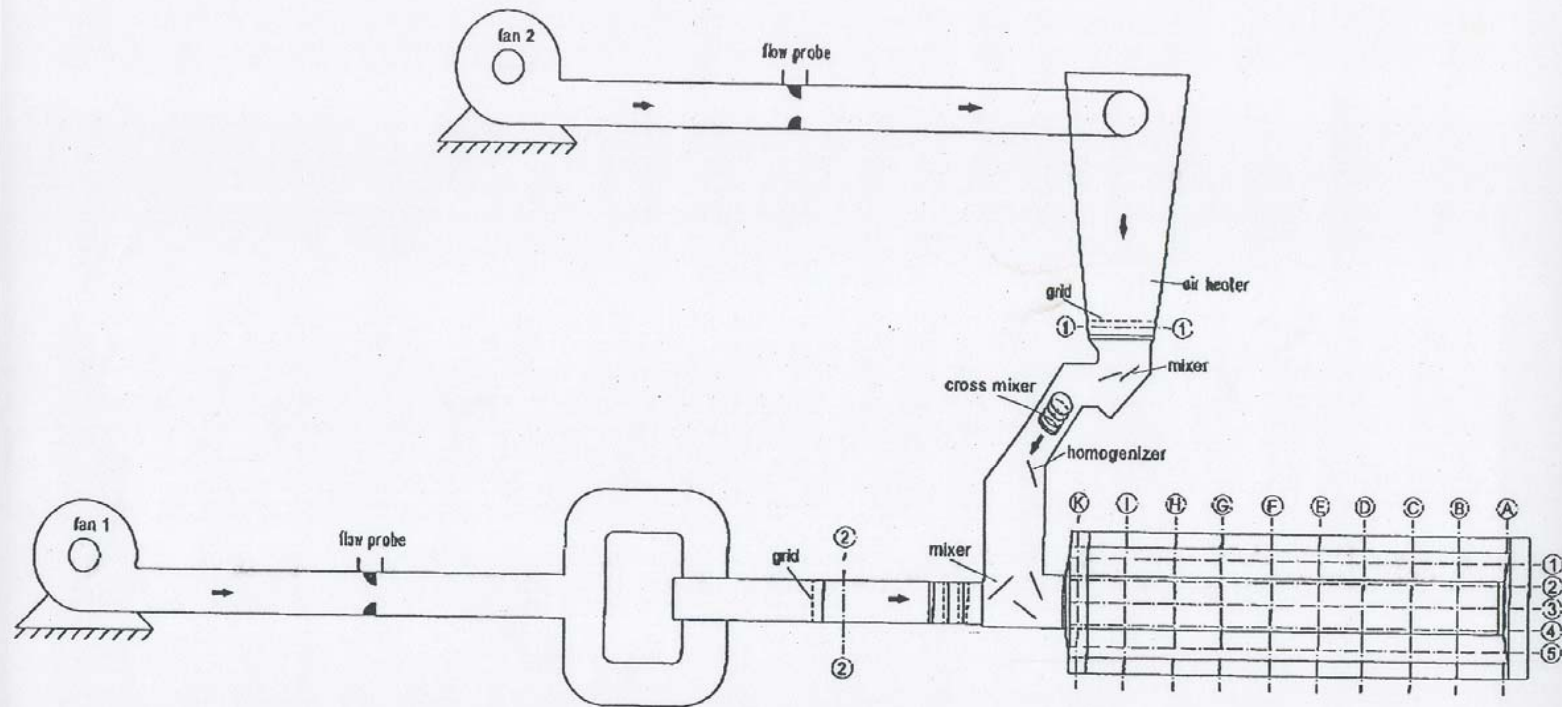 fan 2
flow probe
air heater
grid
① ①
mixer
cross mixer
homogenizer
fan 1
flow probe
②
grid
mixer
Ⓚ Ⓘ Ⓗ Ⓖ Ⓕ Ⓔ Ⓓ Ⓒ Ⓑ Ⓐ
①
②
③
④
⑤
②